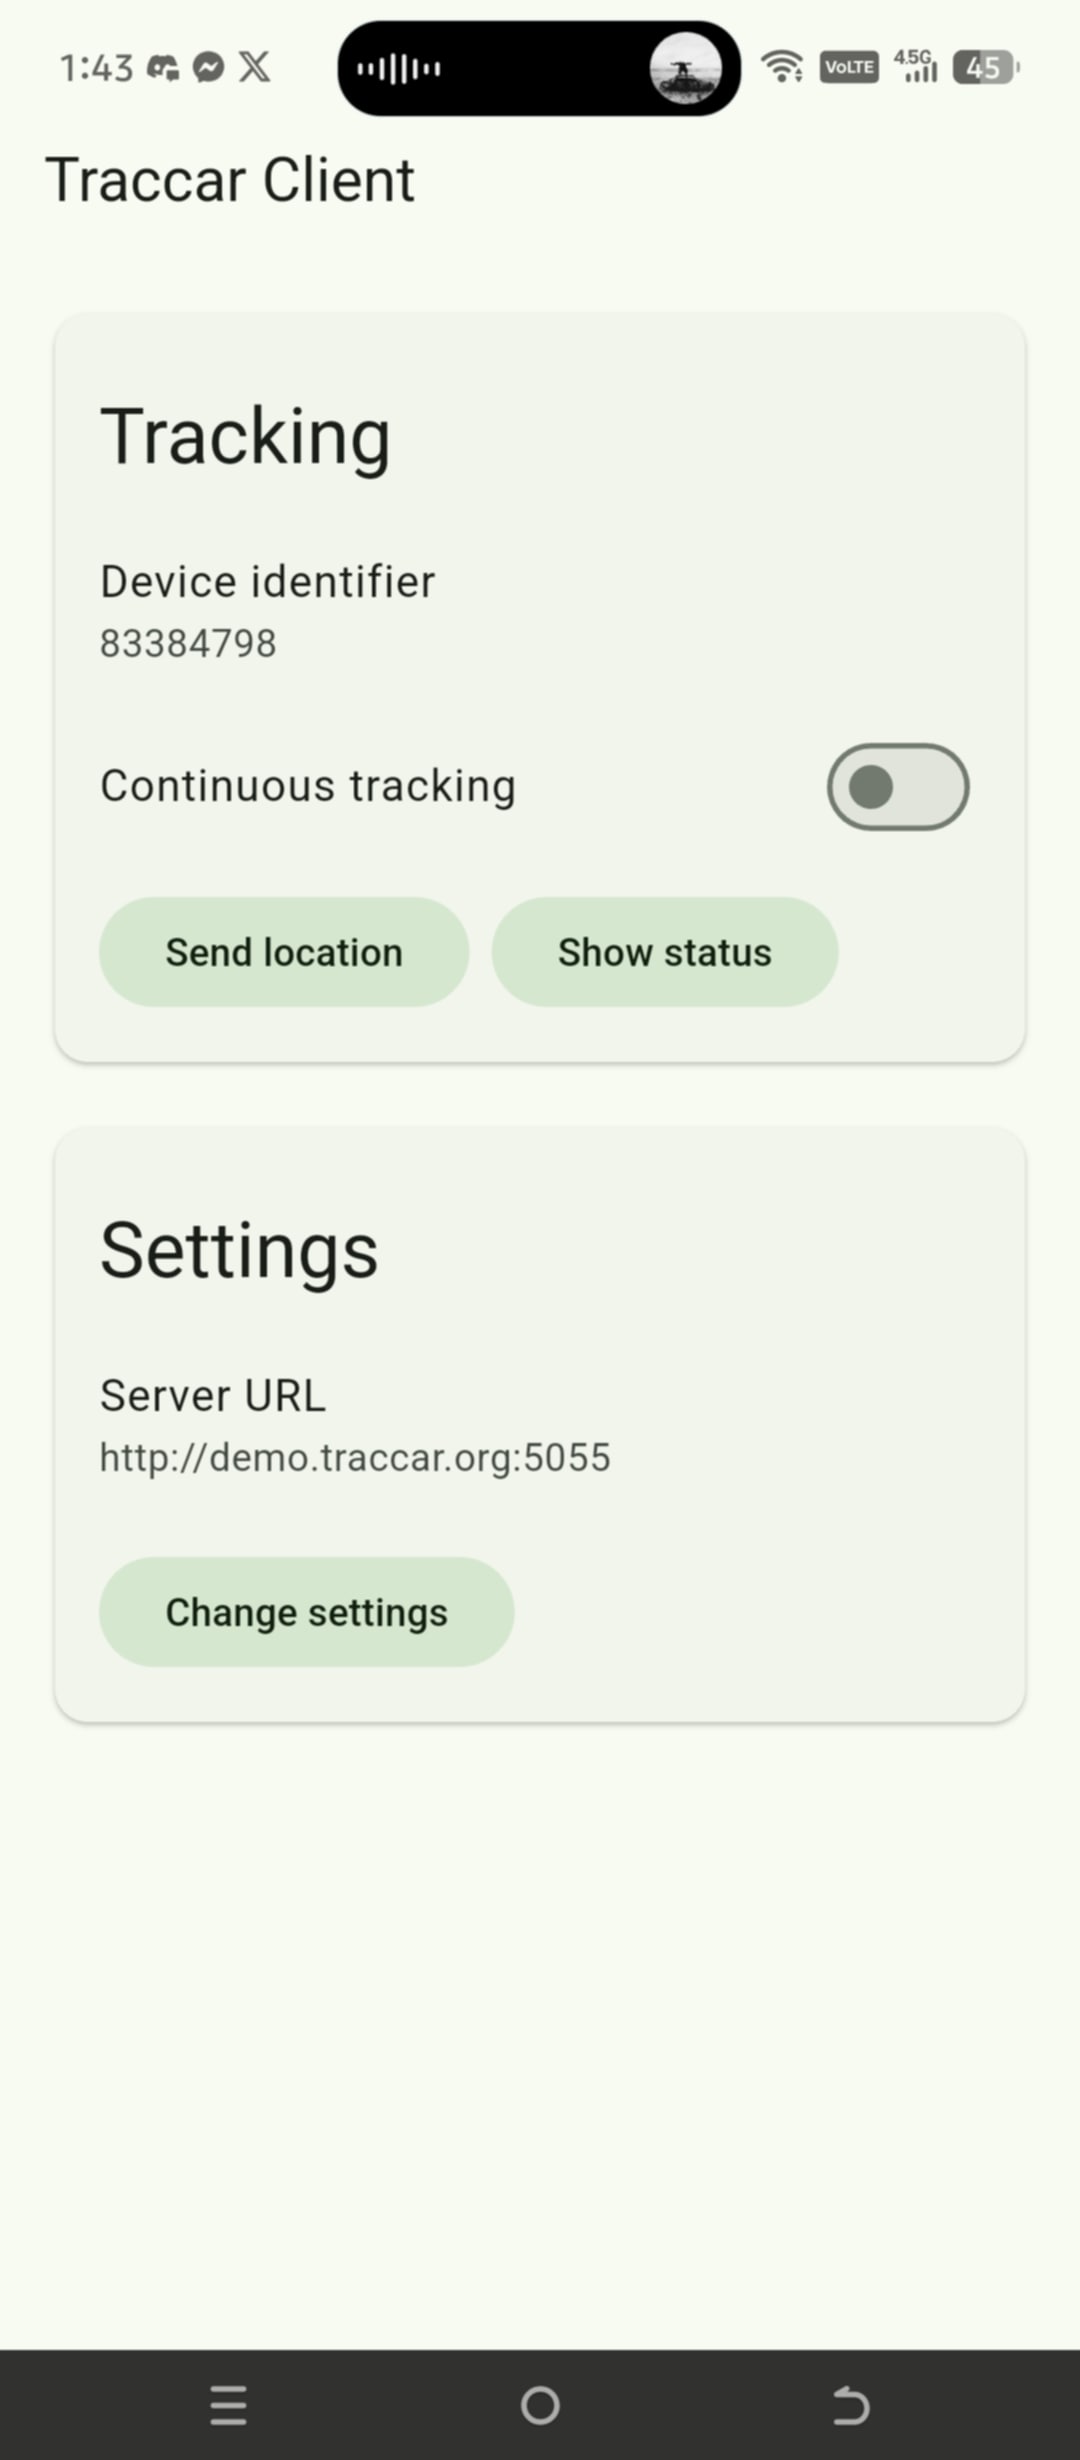 1:43
VoLTE
4.5G
45
Traccar Client
Tracking
Device identifier
83384798
Continuous tracking
Send location
Show status
Settings
Server URL
http://demo.traccar.org:5055
Change settings